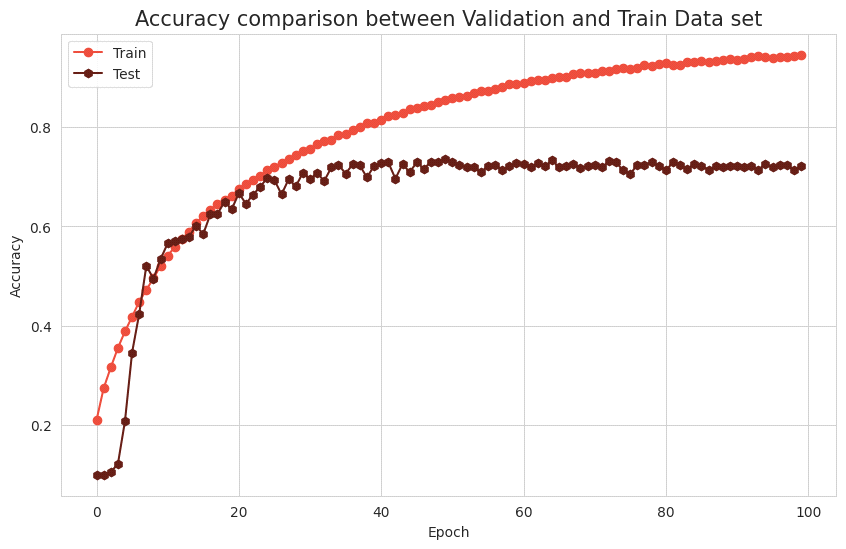 Accuracy comparison between Validation and Train Data set
Train
Test
0.8
0.6
0.4
0.2
Accuracy
0 20 40 60 80 100
Epoch